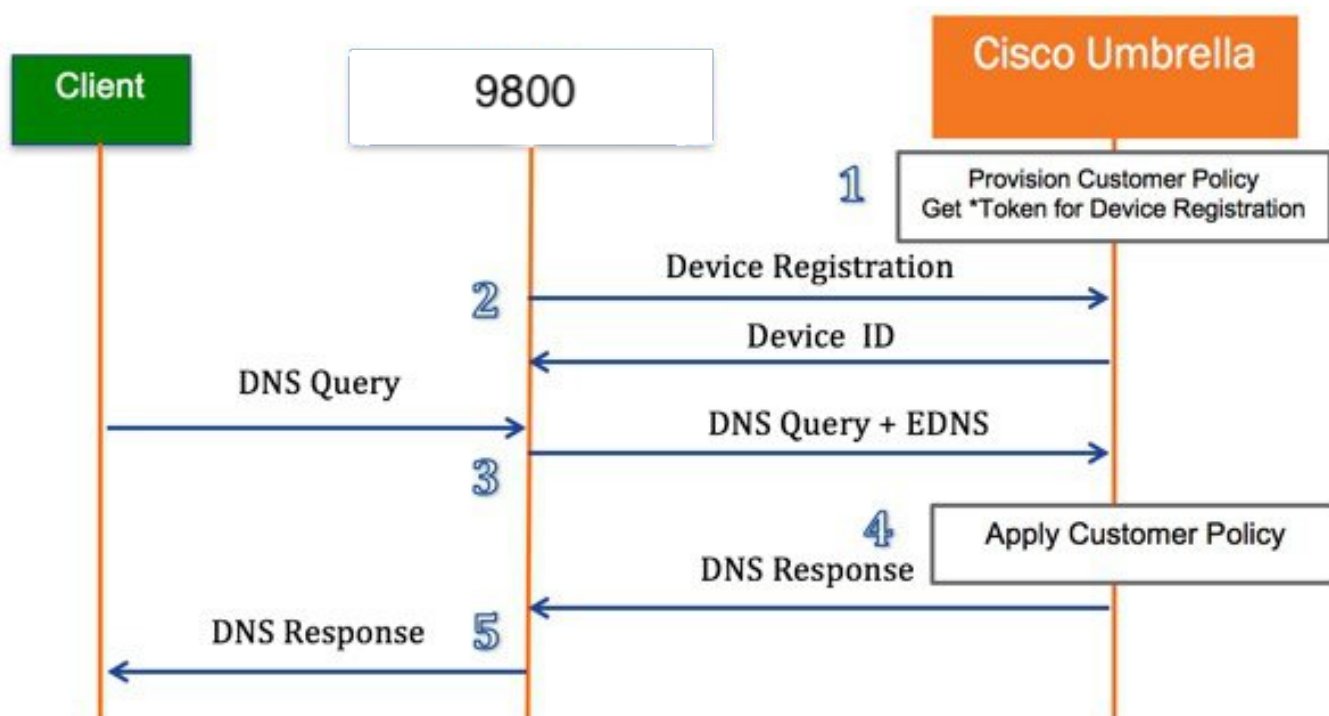 Client
9800
Cisco Umbrella
1
Provision Customer Policy
Get *Token for Device Registration
Device Registration
2
Device ID
DNS Query
DNS Query + EDNS
3
4
Apply Customer Policy
DNS Response
DNS Response
5